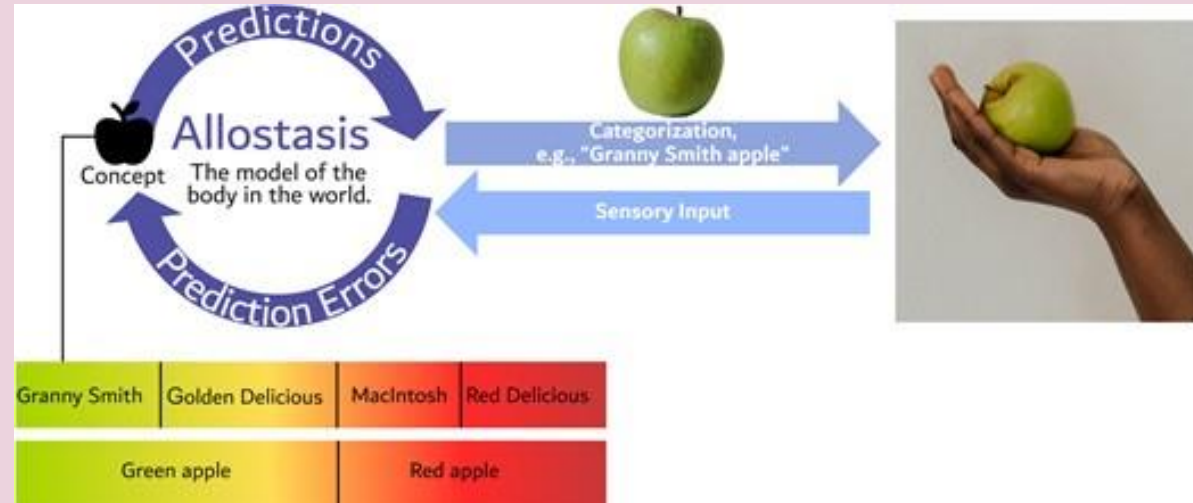 Predictions
Allostasis
The model of the
body in the world.
Concept
Prediction Errors
Categorization,
e.g., "Granny Smith apple"
Sensory Input
Granny Smith
Golden Delicious
MacIntosh
Red Delicious
Green apple
Red apple